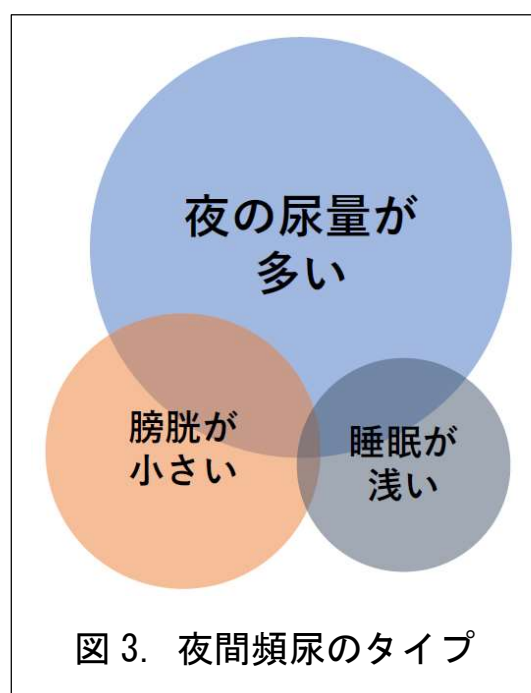 夜の尿量が
多い
膀胱が
小さい
睡眠が
浅い
図 3. 夜間頻尿のタイプ